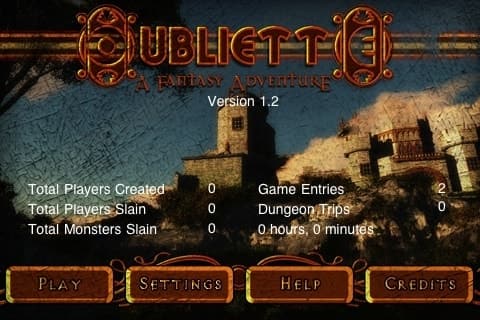 OUBLIETTE
A FANTASY ADVENTURE
Version 1.2
Total Players Created 0 Game Entries 2
Total Players Slain 0 Dungeon Trips 0
Total Monsters Slain 0 0 hours, 0 minutes
PLAY SETTINGS HELP CREDITS